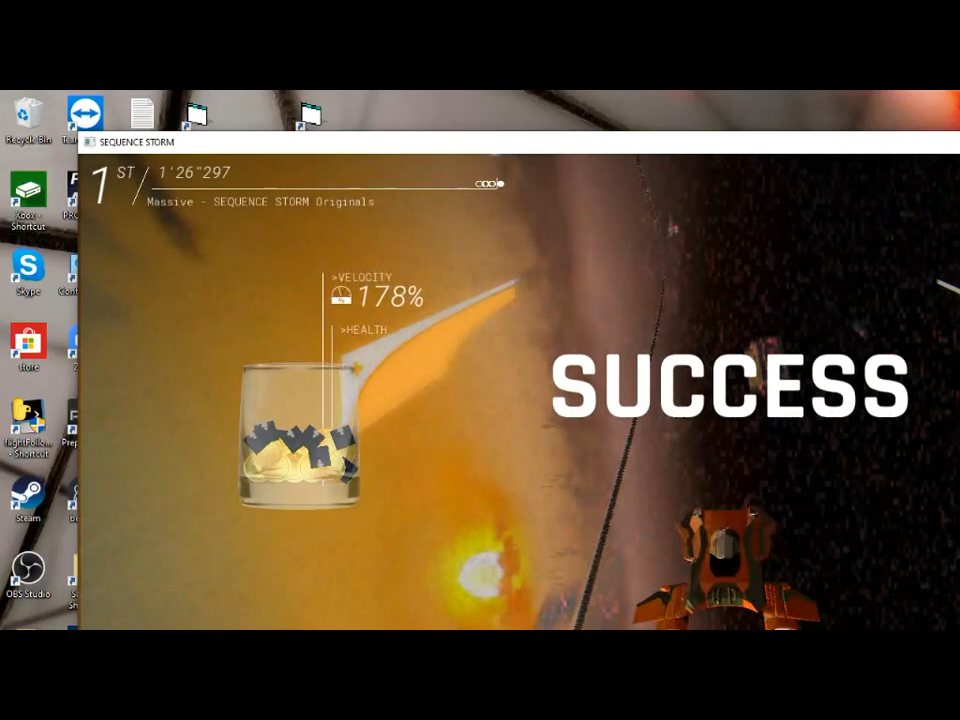 Recycle Bin
SEQUENCE STORM
1 ST / 1'26"297
Massive - SEQUENCE STORM Originals
Xbox -
Shortcut
>VELOCITY
178%
Skype
>HEALTH
SUCCESS
Store
- Shortcut
Steam
OBS Studio